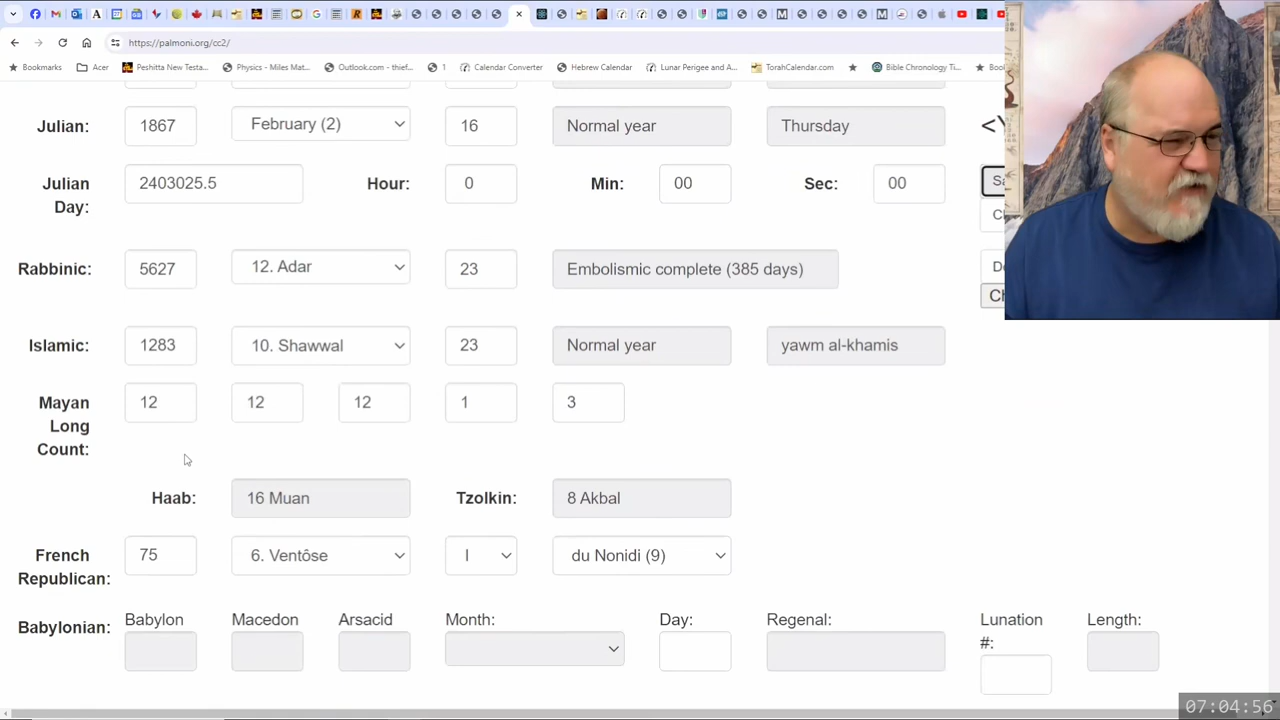 https://palmoni.org/cc2/
Bookmarks Acer Peshitta New Testa... Physics - Miles Mat... Outlook.com - thief... 1 Calendar Converter Hebrew Calendar Lunar Perigee and A... TorahCalendar.com Bible Chronology Ti...
Julian: 1867 February (2) 16 Normal year Thursday
Julian Day: 2403025.5 Hour: 0 Min: 00 Sec: 00
Rabbinic: 5627 12. Adar 23 Embolismic complete (385 days)
Islamic: 1283 10. Shawwal 23 Normal year yawm al-khamis
Mayan Long Count: 12 12 12 1 3
Haab: 16 Muan Tzolkin: 8 Akbal
French Republican: 75 6. Ventôse I du Nonidi (9)
Babylonian: Babylon Macedon Arsacid Month: Day: Regenal: Lunation #: Length:
07:04:56